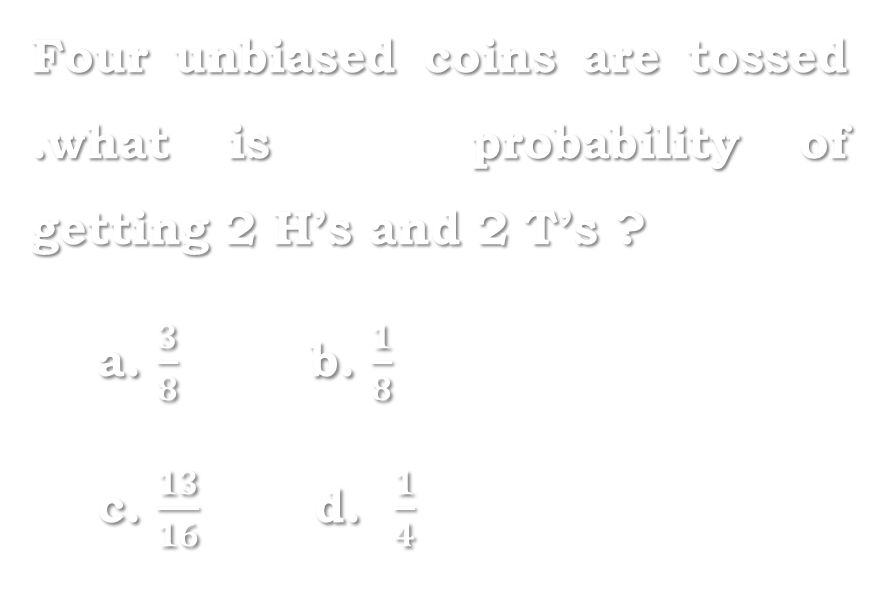 Four unbiased coins are tossed
.what is probability of
getting 2 H's and 2 T's ?
a. 3/8 b. 1/8
c. 13/16 d. 1/4